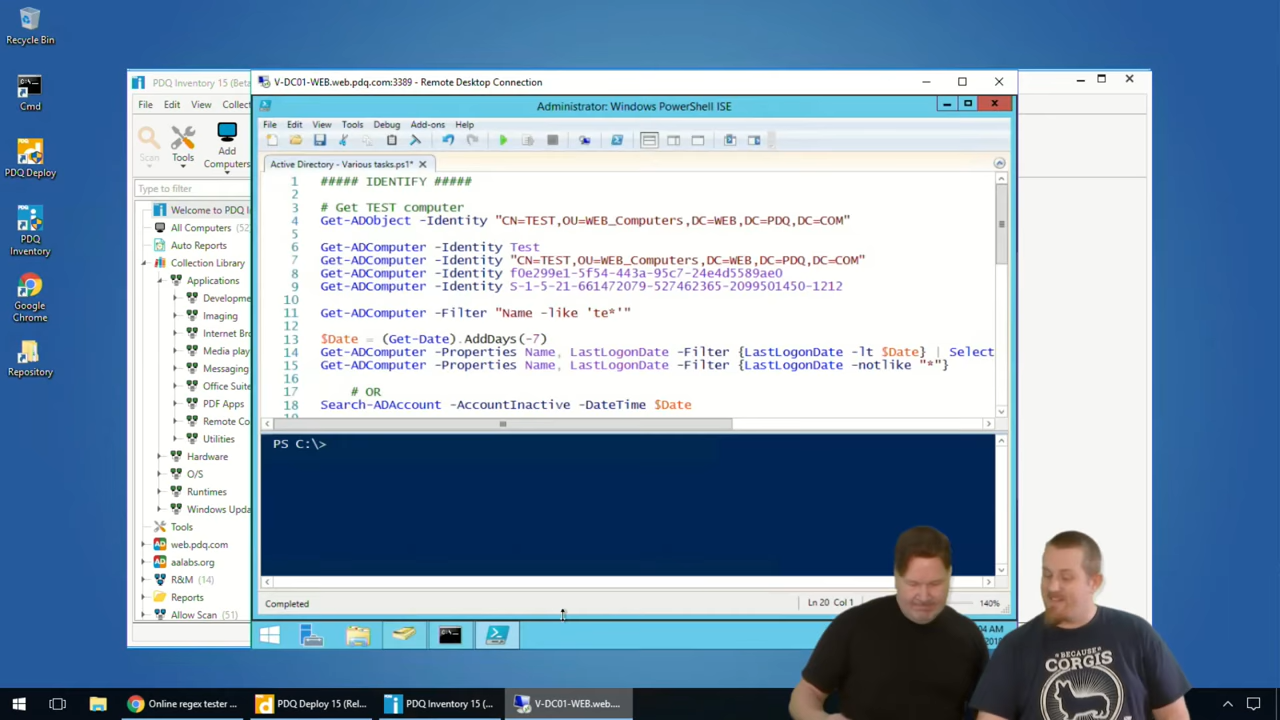 Recycle Bin
Cmd
PDQ Deploy
PDQ
Inventory
Google
Chrome
Repository
PDQ Inventory 15 (Beta
File Edit View Collect
Scan
Tools
Add
Computers
Type to filter
Welcome to PDQ I
All Computers (52
Auto Reports
Collection Library
Applications
Developme
Imaging
Internet Bro
Media play
Messaging
Office Suite
PDF Apps
Remote Co
Utilities
Hardware
O/S
Runtimes
Windows Upda
Tools
web.pdq.com
aalabs.org
R&M (14)
Reports
Allow Scan (51)
V-DC01-WEB.web.pdq.com:3389 - Remote Desktop Connection
Administrator: Windows PowerShell ISE
File Edit View Tools Debug Add-ons Help
Active Directory - Various tasks.ps1*
1 ##### IDENTIFY #####
2
3 # Get TEST computer
4 Get-ADObject -Identity "CN=TEST,OU=WEB_Computers,DC=WEB,DC=PDQ,DC=COM"
5
6 Get-ADComputer -Identity Test
7 Get-ADComputer -Identity "CN=TEST,OU=WEB_Computers,DC=WEB,DC=PDQ,DC=COM"
8 Get-ADComputer -Identity f0e299e1-5f54-443a-95c7-24e4d5589ae0
9 Get-ADComputer -Identity S-1-5-21-661472079-527462365-2099501450-1212
10
11 Get-ADComputer -Filter "Name -like 'te*'"
12
13 $Date = (Get-Date).AddDays(-7)
14 Get-ADComputer -Properties Name, LastLogonDate -Filter {LastLogonDate -lt $Date} | Select
15 Get-ADComputer -Properties Name, LastLogonDate -Filter {LastLogonDate -notlike "*"}
16
17 # OR
18 Search-ADAccount -AccountInactive -DateTime $Date
PS C:\>
Completed
Ln 20 Col 1
140%
BECAUSE
CORGIS
Online regex tester ...
PDQ Deploy 15 (Rel...
PDQ Inventory 15 (...
V-DC01-WEB.web....